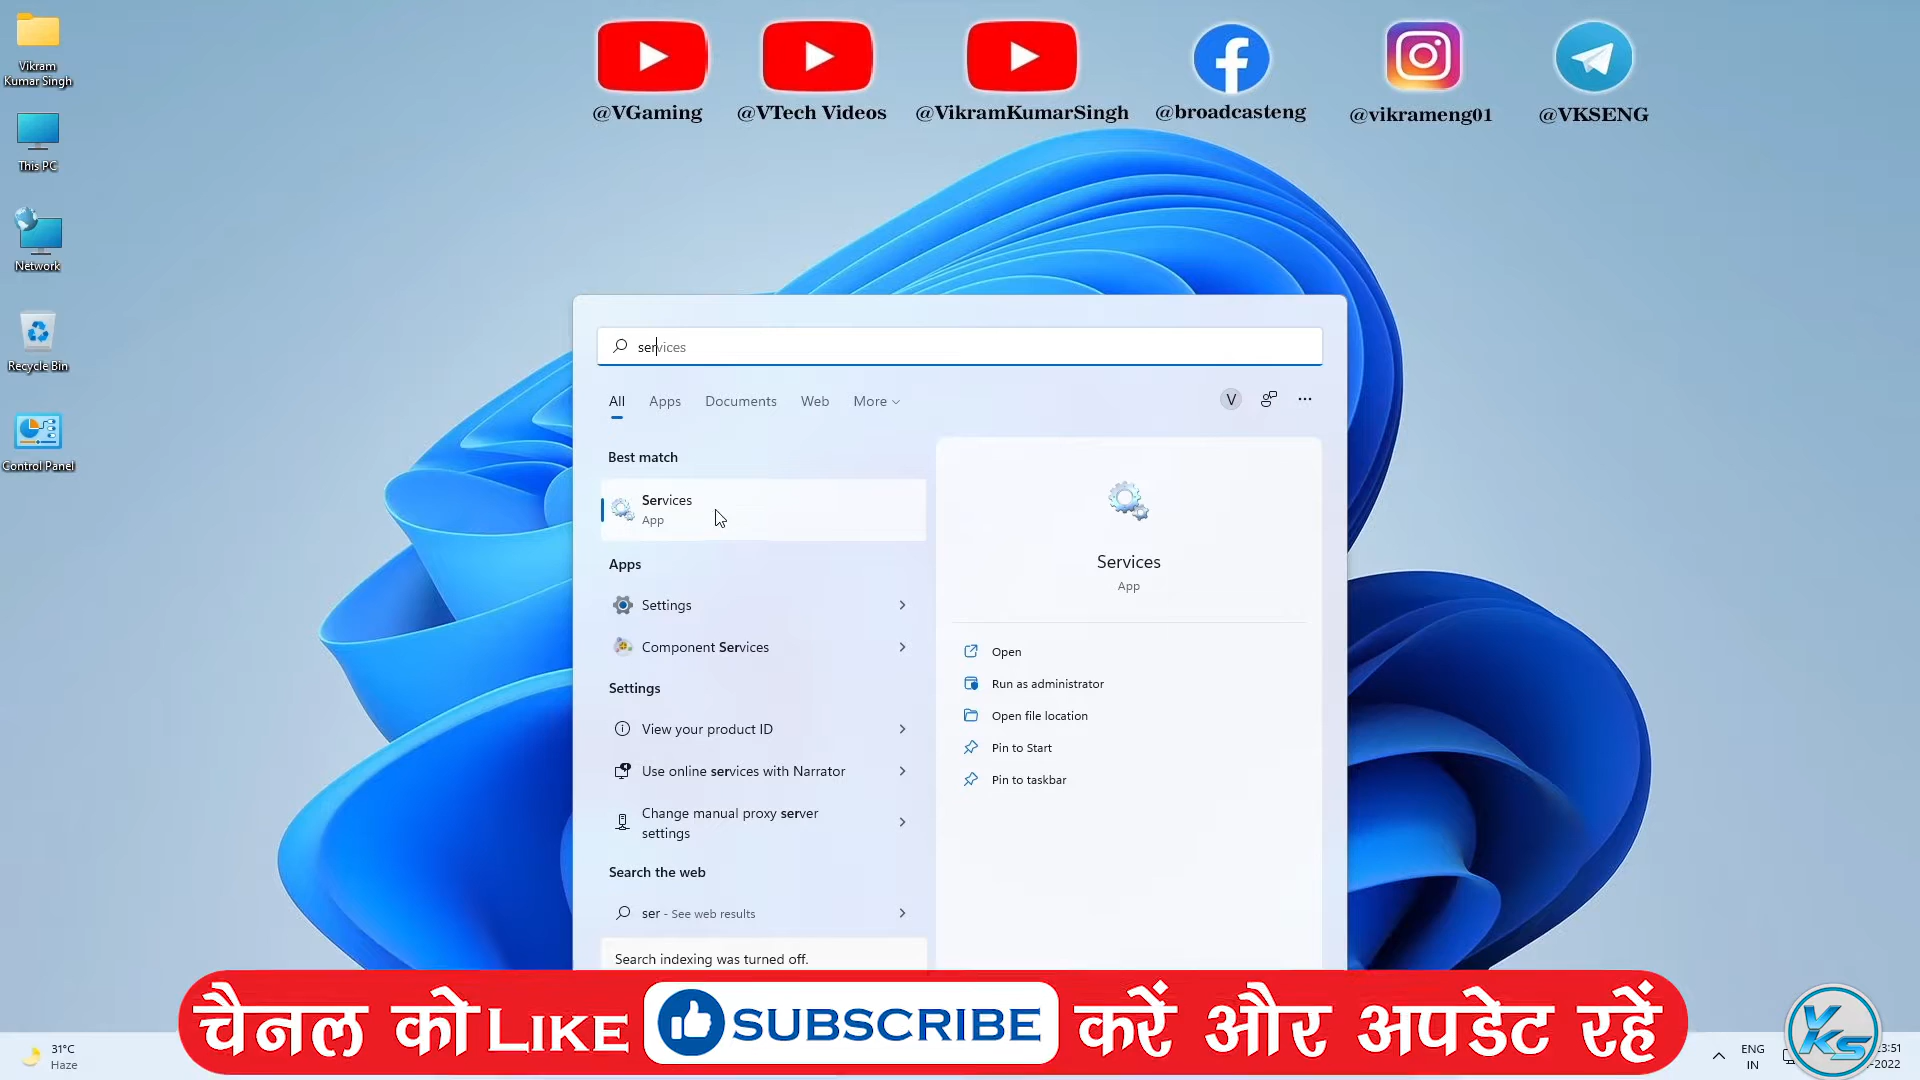 Vikram
Kumar Singh
This PC
Network
Recycle Bin
Control Panel
@VGaming
@VTech Videos
@VikramKumarSingh
@broadcasteng
@vikrameng01
@VKSENG
services
All
Apps
Documents
Web
More
V
Best match
Services
App
Apps
Settings
Component Services
Settings
View your product ID
Use online services with Narrator
Change manual proxy server
settings
Search the web
ser - See web results
Search indexing was turned off.
Services
App
Open
Run as administrator
Open file location
Pin to Start
Pin to taskbar
चैनल को LIKE SUBSCRIBE करें और अपडेट रहें
31°C
Haze
ENG
IN
VKS
3:51
-2022